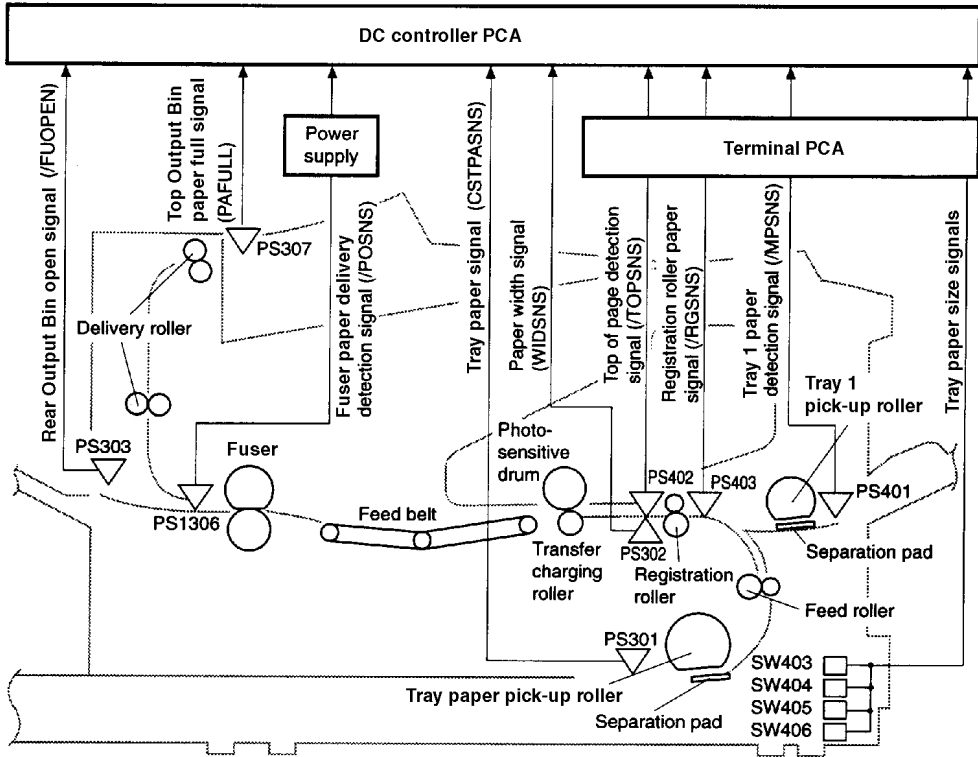 DC controller PCA
Power
supply
Terminal PCA
Rear Output Bin open signal (/FUOPEN)
Top Output Bin
paper full signal
(PAFULL)
Fuser paper delivery
detection signal (/POSNS)
Tray paper signal (CSTPASNS)
Paper width signal
(WIDSNS)
Top of page detection
signal (/TOPSNS)
Registration roller paper
signal (/RGSNS)
Tray 1 paper
detection signal (/MPSNS)
Tray paper size signals
PS307
Delivery roller
Tray 1
pick-up roller
PS303
Fuser
Photo-
sensitive
drum
PS402
PS403
PS401
PS1306
Feed belt
PS302
Separation pad
Transfer
charging
roller
Registration
roller
Feed roller
PS301
Tray paper pick-up roller
Separation pad
SW403
SW404
SW405
SW406